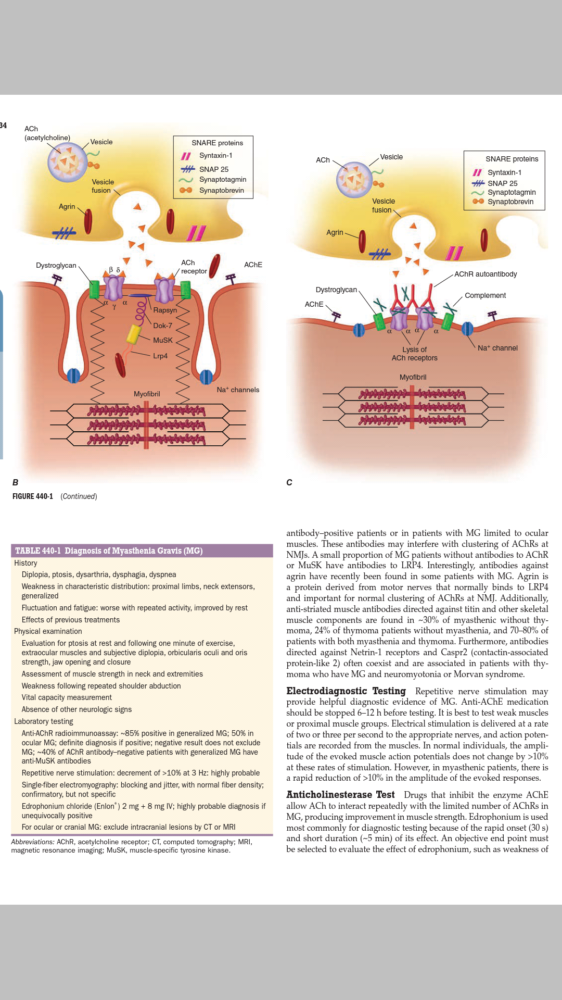 34
ACh
(acetylcholine)
Vesicle
SNARE proteins
Syntaxin-1
SNAP 25
Synaptotagmin
Synaptobrevin
Vesicle
fusion
Agrin
Dystroglycan
β δ
ACh
receptor
AChE
α
γ
α
Rapsyn
Dok-7
MuSK
Lrp4
Na+ channels
Myofibril
B
FIGURE 440-1 (Continued)
ACh
Vesicle
SNARE proteins
Syntaxin-1
SNAP 25
Synaptotagmin
Synaptobrevin
Vesicle
fusion
Agrin
AChR autoantibody
Dystroglycan
Complement
AChE
α
α
α
α
Lysis of
ACh receptors
Na+ channel
Myofibril
C
TABLE 440-1 Diagnosis of Myasthenia Gravis (MG)
History
Diplopia, ptosis, dysarthria, dysphagia, dyspnea
Weakness in characteristic distribution: proximal limbs, neck extensors,
generalized
Fluctuation and fatigue: worse with repeated activity, improved by rest
Effects of previous treatments
Physical examination
Evaluation for ptosis at rest and following one minute of exercise,
extraocular muscles and subjective diplopia, orbicularis oculi and oris
strength, jaw opening and closure
Assessment of muscle strength in neck and extremities
Weakness following repeated shoulder abduction
Vital capacity measurement
Absence of other neurologic signs
Laboratory testing
Anti-AChR radioimmunoassay: ~85% positive in generalized MG; 50% in
ocular MG; definite diagnosis if positive; negative result does not exclude
MG; ~40% of AChR antibody–negative patients with generalized MG have
anti-MuSK antibodies
Repetitive nerve stimulation: decrement of >10% at 3 Hz: highly probable
Single-fiber electromyography: blocking and jitter, with normal fiber density;
confirmatory, but not specific
Edrophonium chloride (Enlon®) 2 mg + 8 mg IV; highly probable diagnosis if
unequivocally positive
For ocular or cranial MG: exclude intracranial lesions by CT or MRI
Abbreviations: AChR, acetylcholine receptor; CT, computed tomography; MRI,
magnetic resonance imaging; MuSK, muscle-specific tyrosine kinase.
antibody–positive patients or in patients with MG limited to ocular
muscles. These antibodies may interfere with clustering of AChRs at
NMJs. A small proportion of MG patients without antibodies to AChR
or MuSK have antibodies to LRP4. Interestingly, antibodies against
agrin have recently been found in some patients with MG. Agrin is
a protein derived from motor nerves that normally binds to LRP4
and important for normal clustering of AChRs at NMJ. Additionally,
anti-striated muscle antibodies directed against titin and other skeletal
muscle components are found in ~30% of myasthenic without thy-
moma, 24% of thymoma patients without myasthenia, and 70–80% of
patients with both myasthenia and thymoma. Furthermore, antibodies
directed against Netrin-1 receptors and Caspr2 (contactin-associated
protein-like 2) often coexist and are associated in patients with thy-
moma who have MG and neuromyotonia or Morvan syndrome.
Electrodiagnostic Testing Repetitive nerve stimulation may
provide helpful diagnostic evidence of MG. Anti-AChE medication
should be stopped 6–12 h before testing. It is best to test weak muscles
or proximal muscle groups. Electrical stimulation is delivered at a rate
of two or three per second to the appropriate nerves, and action poten-
tials are recorded from the muscles. In normal individuals, the ampli-
tude of the evoked muscle action potentials does not change by >10%
at these rates of stimulation. However, in myasthenic patients, there is
a rapid reduction of >10% in the amplitude of the evoked responses.
Anticholinesterase Test Drugs that inhibit the enzyme AChE
allow ACh to interact repeatedly with the limited number of AChRs in
MG, producing improvement in muscle strength. Edrophonium is used
most commonly for diagnostic testing because of the rapid onset (30 s)
and short duration (~5 min) of its effect. An objective end point must
be selected to evaluate the effect of edrophonium, such as weakness of